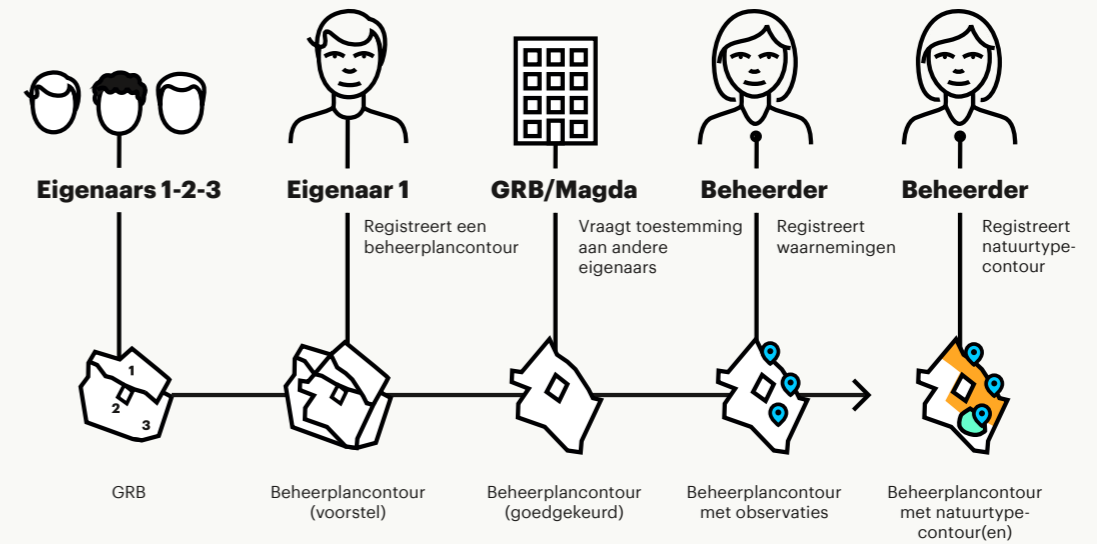 Eigenaars 1-2-3
Eigenaar 1
GRB/Magda
Beheerder
Beheerder
Registreert een
beheerplancontour
Vraagt toestemming
aan andere
eigenaars
Registreert
waarnemingen
Registreert
natuurtype-
contour
1
2
3
GRB
Beheerplancontour
(voorstel)
Beheerplancontour
(goedgekeurd)
Beheerplancontour
met observaties
Beheerplancontour
met natuurtype-
contour(en)